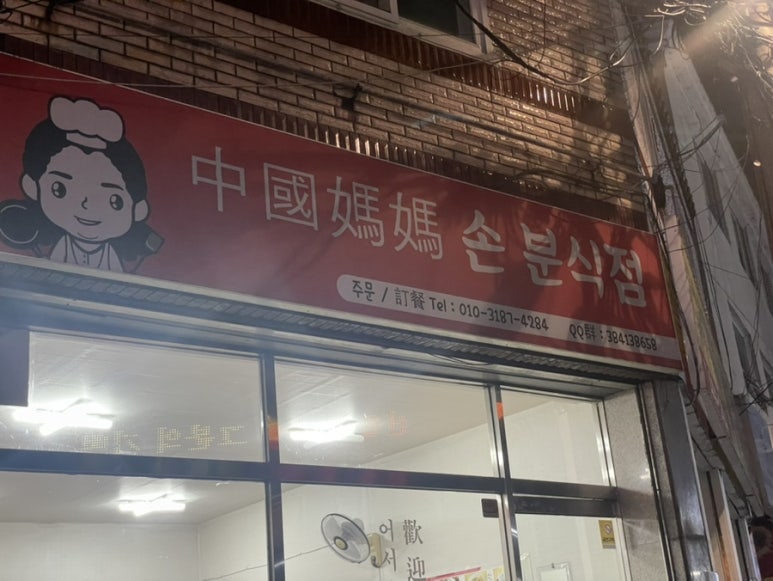 中國媽媽 손 분식점
주문 / 訂餐 Tel : 010-3187-4284 QQ群 : 384138658
어서
歡迎